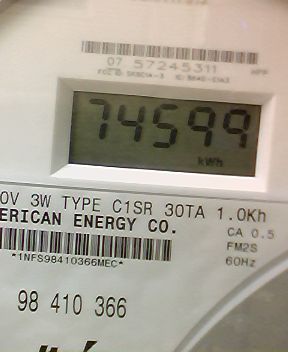 07 57245311
74599
kWh
0V 3W TYPE C1SR 30TA 1.0Kh
ERICAN ENERGY CO.
CA 0.5
FM2S
60Hz
*1NFS98410366MEC*
98 410 366